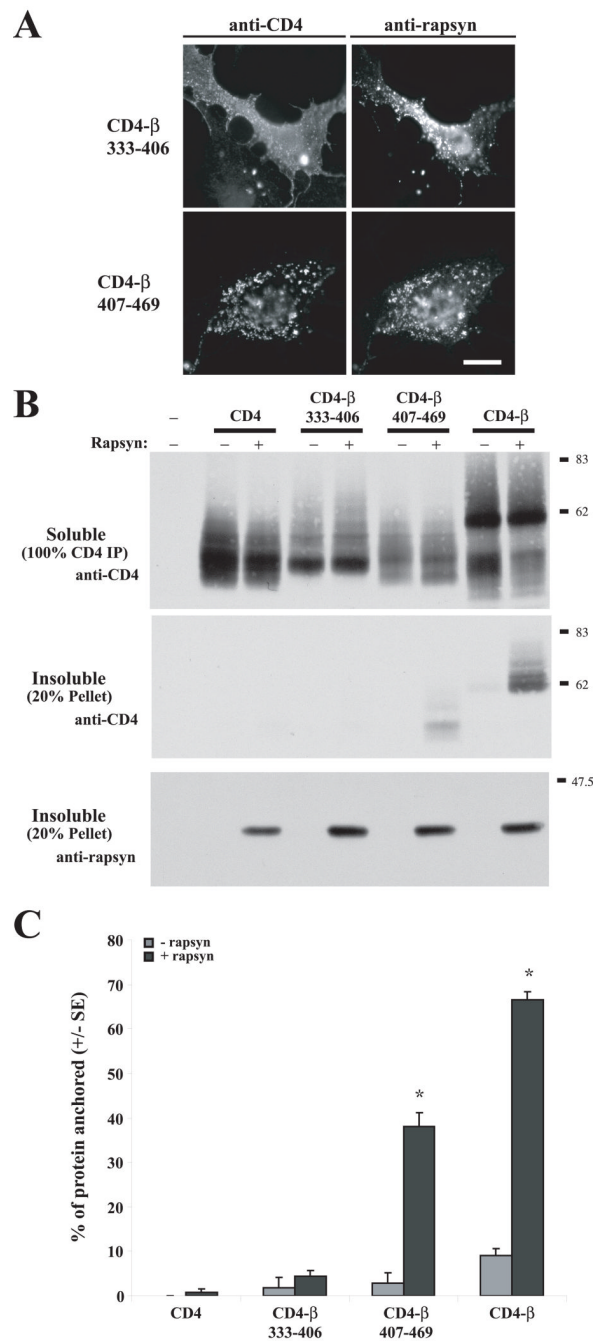 A
anti-CD4 anti-rapsyn
CD4-β
333-406
CD4-β
407-469
B
– CD4 CD4-β
333-406 CD4-β
407-469 CD4-β
Rapsyn: – – + – + – + – +
Soluble
(100% CD4 IP)
anti-CD4
83
62
Insoluble
(20% Pellet)
anti-CD4
83
62
Insoluble
(20% Pellet)
anti-rapsyn
47.5
C
- rapsyn
+ rapsyn
% of protein anchored (+/- SE)
80
70
60
50
40
30
20
10
0
*
*
CD4 CD4-β
333-406 CD4-β
407-469 CD4-β